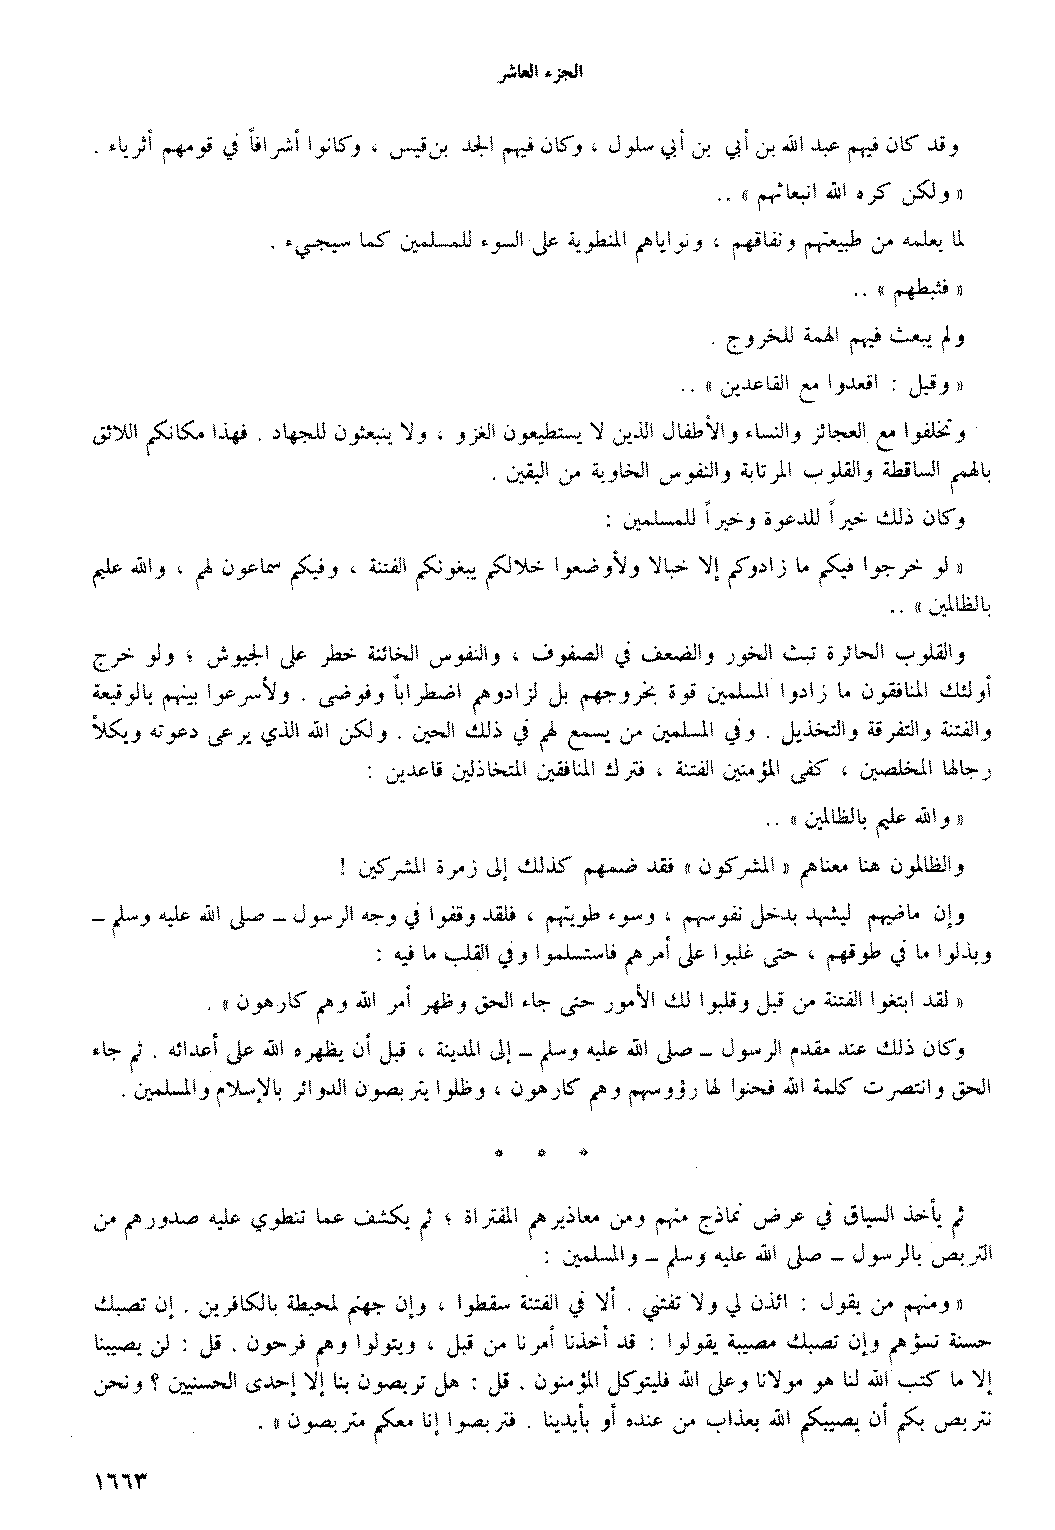 الجزء العاشر
وقد كان فيهم عبد الله بن أبي بن أبي سلول ، وكان فيهم الجد بن قيس ، وكانوا أشرافاً في قومهم أثرياء .
« ولكن كره الله انبعاثهم » ..
لما يعلمه من طبيعتهم ونفاقهم ، ونواياهم المنطوية على السوء للمسلمين كما سيجيء .
« فثبطهم » ..
ولم يبعث فيهم الهمة للخروج .
« وقيل : اقعدوا مع القاعدين » ..
وتخلفوا مع العجائز والنساء والأطفال الذين لا يستطيعون الغزو ، ولا ينبعثون للجهاد . فهذا مكانكم اللائق
بالهمم الساقطة والقلوب المرتابة والنفوس الخاوية من اليقين .
وكان ذلك خيراً للدعوة وخيراً للمسلمين :
« لو خرجوا فيكم ما زادوكم إلا خبالا ولأوضعوا خلالكم يبغونكم الفتنة ، وفيكم سماعون لهم ، والله عليم
بالظالمين » ..
والقلوب الحائرة تبث الخور والضعف في الصفوف ، والنفوس الخائنة خطر على الجيوش ؛ ولو خرج
أولئك المنافقون ما زادوا المسلمين قوة بخروجهم بل لزادوهم اضطراباً وفوضى . ولأسرعوا بينهم بالوقيعة
والفتنة والتفرقة والتخذيل . وفي المسلمين من يسمع لهم في ذلك الحين . ولكن الله الذي يرعى دعوته ويكلأ
رجالها المخلصين ، كفى المؤمنين الفتنة ، فترك المنافقين المتخاذلين قاعدين :
« والله عليم بالظالمين » ..
والظالمون هنا معناهم « المشركون » فقد ضمهم كذلك إلى زمرة المشركين !
وإن ماضيهم ليشهد بدخل نفوسهم ، وسوء طويتهم ، فلقد وقفوا في وجه الرسول – صلى الله عليه وسلم –
وبذلوا ما في طوقهم ، حتى غلبوا على أمرهم فاستسلموا وفي القلب ما فيه :
« لقد ابتغوا الفتنة من قبل وقلبوا لك الأمور حتى جاء الحق وظهر أمر الله وهم كارهون » .
وكان ذلك عند مقدم الرسول – صلى الله عليه وسلم – إلى المدينة ، قبل أن يظهره الله على أعدائه . ثم جاء
الحق وانتصرت كلمة الله فحنوا لها رؤوسهم وهم كارهون ، وظلوا يتربصون الدوائر بالإسلام والمسلمين .
* * *
ثم يأخذ السياق في عرض نماذج منهم ومن معاذيرهم المفتراة ؛ ثم يكشف عما تنطوي عليه صدورهم من
التربص بالرسول – صلى الله عليه وسلم – والمسلمين :
« ومنهم من يقول : ائذن لي ولا تفتني . ألا في الفتنة سقطوا ، وإن جهنم لمحيطة بالكافرين . إن تصبك
حسنة تسؤهم وإن تصبك مصيبة يقولوا : قد أخذنا أمرنا من قبل ، ويتولوا وهم فرحون . قل : لن يصيبنا
إلا ما كتب الله لنا هو مولانا وعلى الله فليتوكل المؤمنون . قل : هل تربصون بنا إلا إحدى الحسنيين ؟ ونحن
نتربص بكم أن يصيبكم الله بعذاب من عنده أو بأيدينا . فتربصوا إنا معكم متربصون » .
١٦٦٣